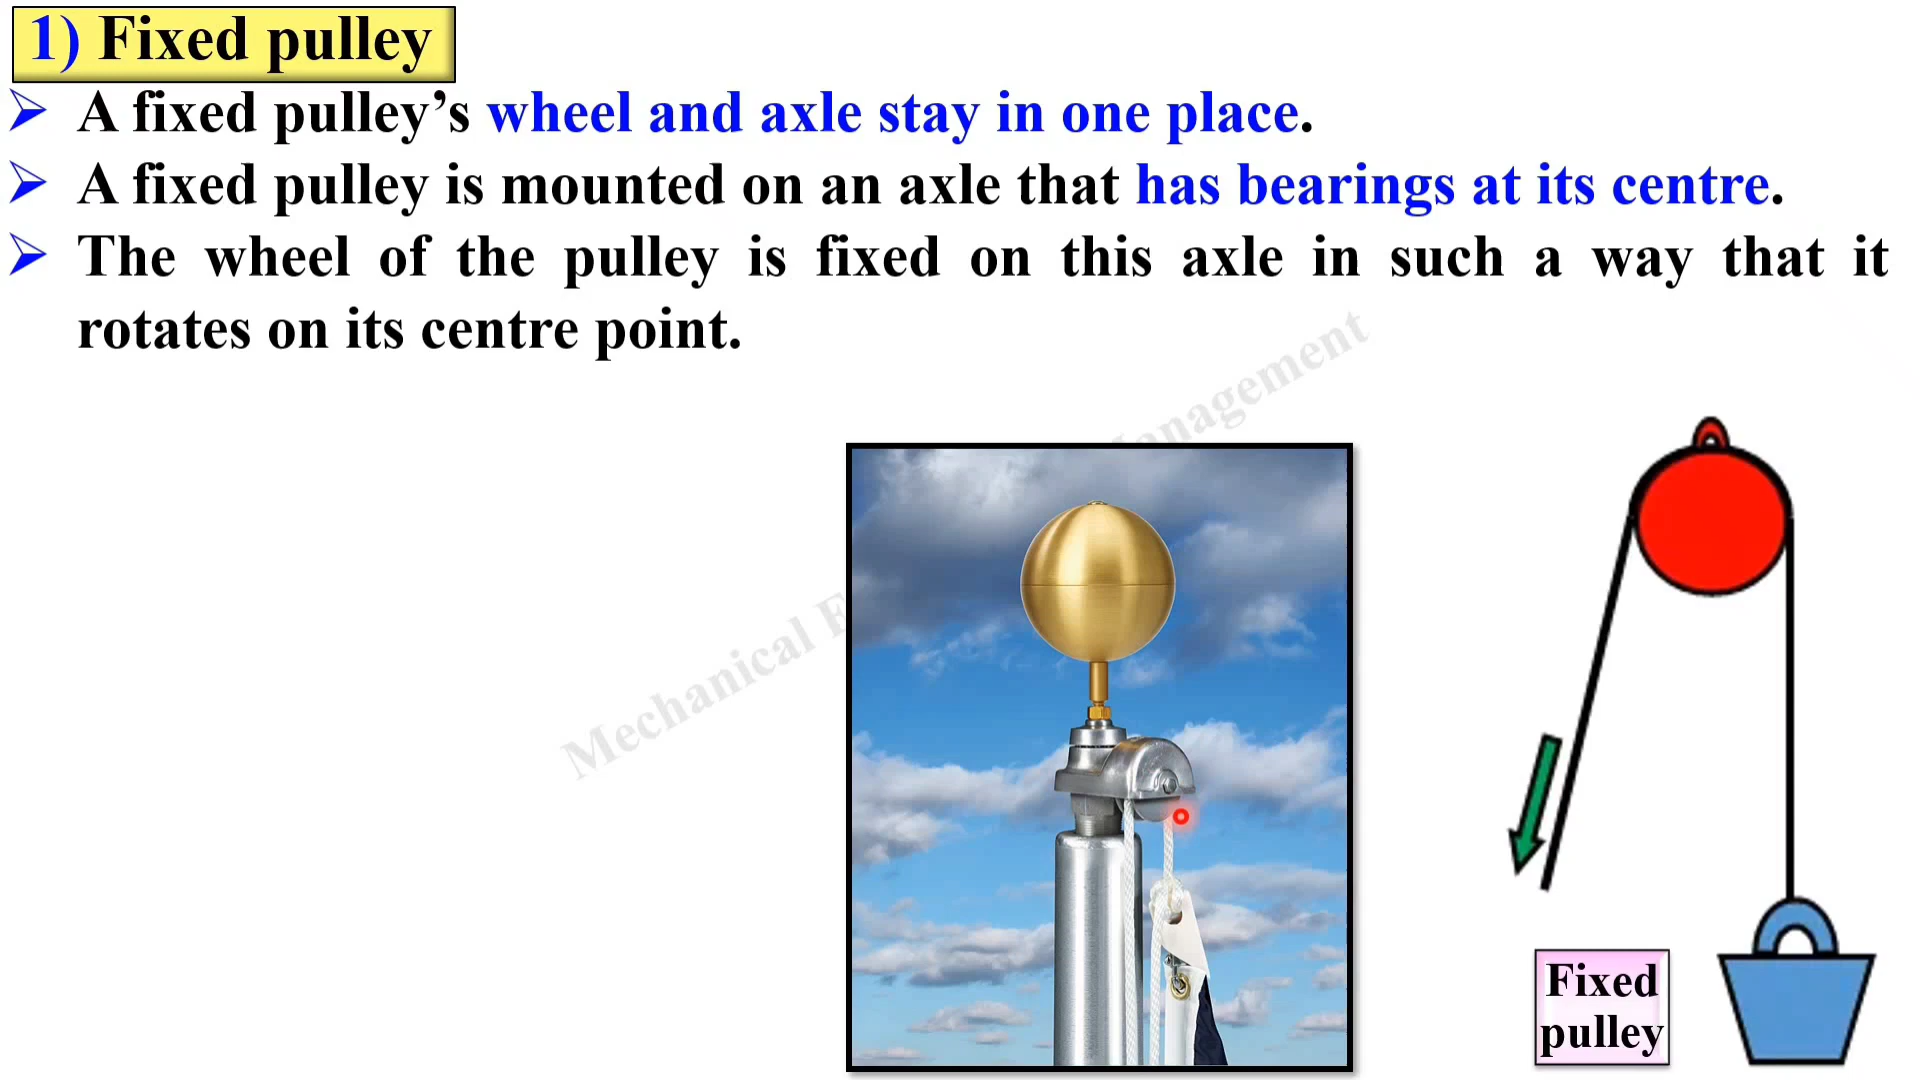 1) Fixed pulley
A fixed pulley’s wheel and axle stay in one place.
A fixed pulley is mounted on an axle that has bearings at its centre.
The wheel of the pulley is fixed on this axle in such a way that it
rotates on its centre point.
Mechanical
Management
Fixed
pulley